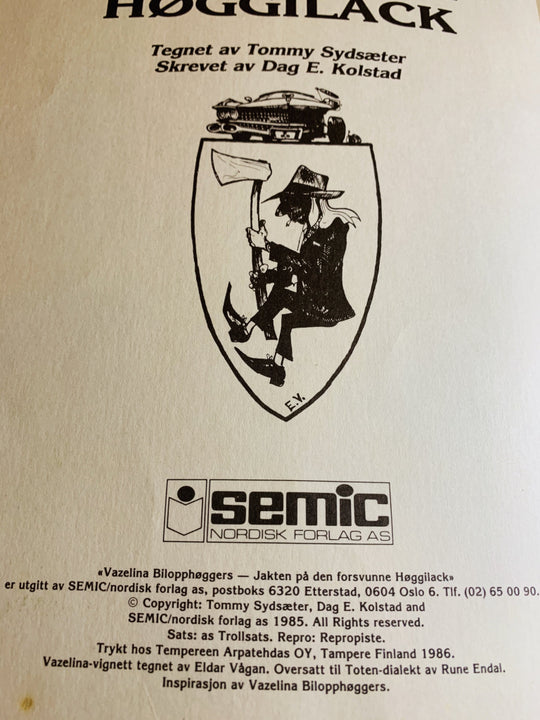 HØGGILACK
Tegnet av Tommy Sydsæter
Skrevet av Dag E. Kolstad
E.V.
semic
NORDISK FORLAG AS
«Vazelina Bilopphøggers — Jakten på den forsvunne Høggilack»
er utgitt av SEMIC/nordisk forlag as, postboks 6320 Etterstad, 0604 Oslo 6. Tlf. (02) 65 00 90.
© Copyright: Tommy Sydsæter, Dag E. Kolstad and
SEMIC/nordisk forlag as 1985. All Rights reserved.
Sats: as Trollsats. Repro: Repropiste.
Trykt hos Tempereen Arpatehdas OY, Tampere Finland 1986.
Vazelina-vignett tegnet av Eldar Vågan. Oversatt til Toten-dialekt av Rune Endal.
Inspirasjon av Vazelina Bilopphøggers.